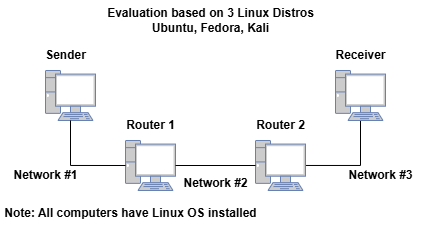 Evaluation based on 3 Linux Distros
Ubuntu, Fedora, Kali
Sender
Receiver
Router 1
Router 2
Network #1
Network #2
Network #3
Note: All computers have Linux OS installed